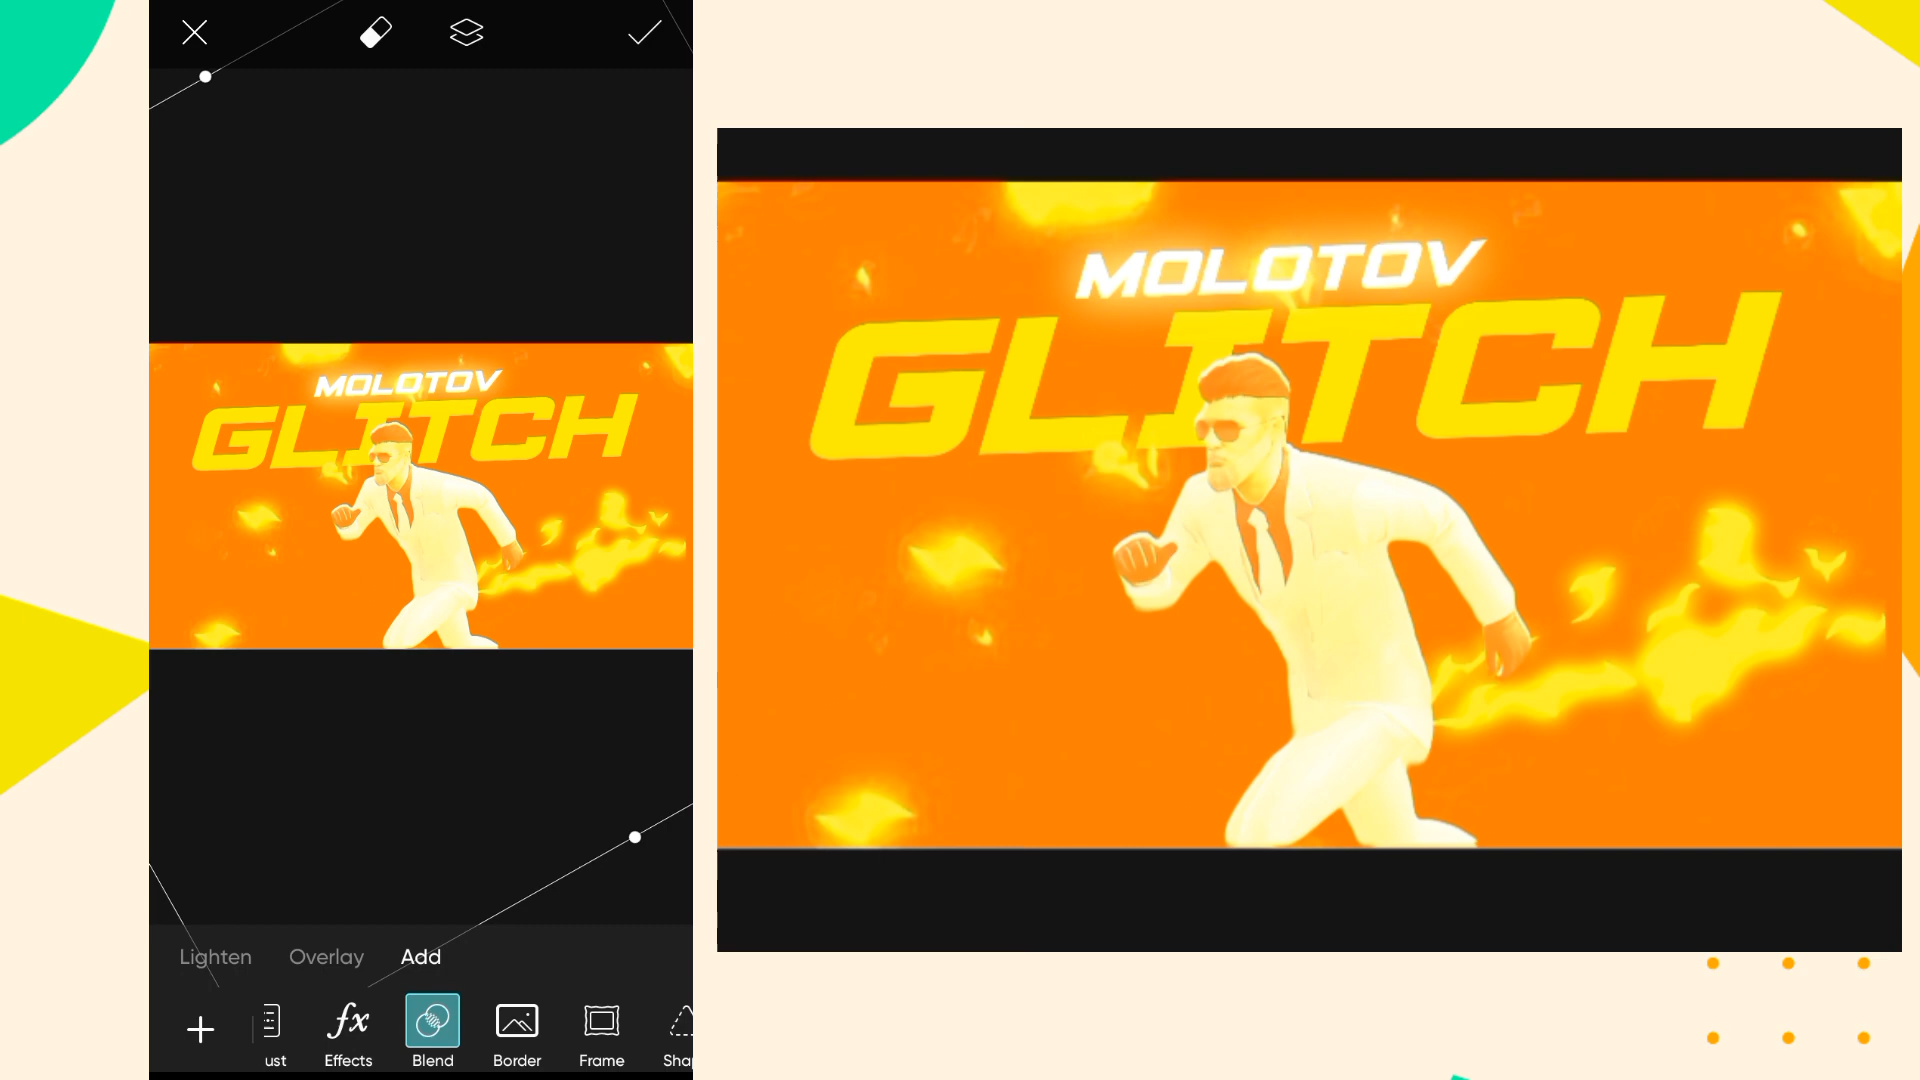 MOLOTOV
GLITCH
Lighten Overlay Add
ust Effects Blend Border Frame Sha
MOLOTOV
GLITCH